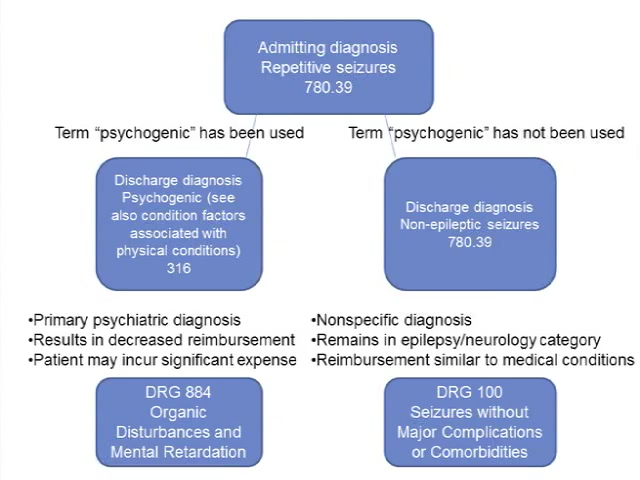 Admitting diagnosis
Repetitive seizures
780.39
Term “psychogenic” has been used
Term “psychogenic” has not been used
Discharge diagnosis
Psychogenic (see
also condition factors
associated with
physical conditions)
316
Discharge diagnosis
Non-epileptic seizures
780.39
•Primary psychiatric diagnosis
•Results in decreased reimbursement
•Patient may incur significant expense
•Nonspecific diagnosis
•Remains in epilepsy/neurology category
•Reimbursement similar to medical conditions
DRG 884
Organic
Disturbances and
Mental Retardation
DRG 100
Seizures without
Major Complications
or Comorbidities